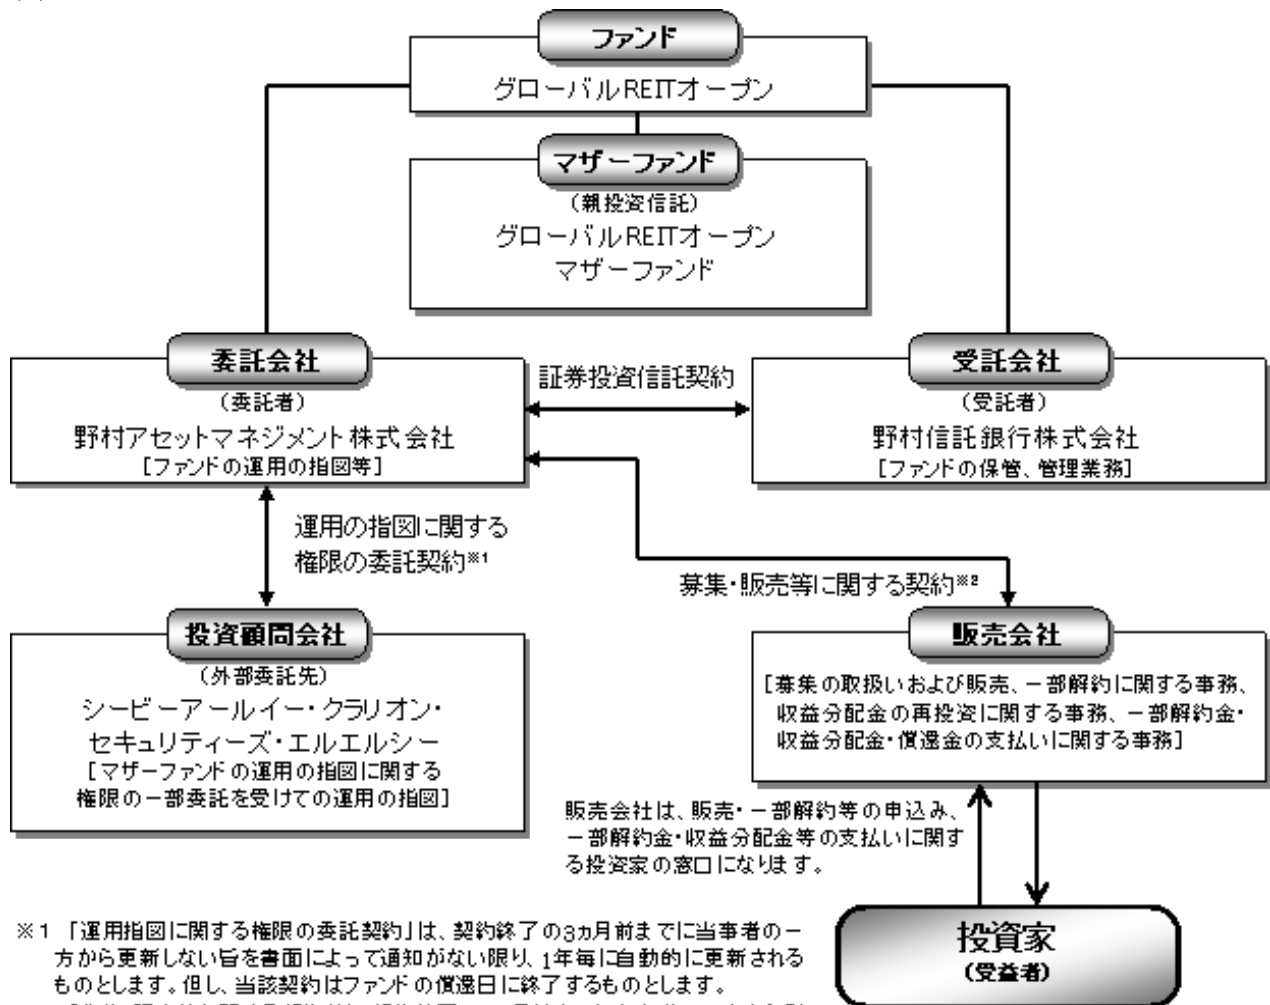 ファンド
グローバルREITオープン
マザーファンド
（親投資信託）
グローバルREITオープン
マザーファンド
委託会社
（委託者）
野村アセットマネジメント株式会社
［ファンドの運用の指図等］
証券投資信託契約
受託会社
（受託者）
野村信託銀行株式会社
［ファンドの保管、管理業務］
運用の指図に関する
権限の委託契約※1
募集・販売等に関する契約※2
投資顧問会社
（外部委託先）
シービーアールイー・クラリオン・
セキュリティーズ・エルエルシー
［マザーファンドの運用の指図に関する
権限の一部委託を受けての運用の指図］
販売会社
［募集の取扱いおよび販売、一部解約に関する事務、
収益分配金の再投資に関する事務、一部解約金・
収益分配金・償還金の支払いに関する事務］
販売会社は、販売・一部解約等の申込み、
一部解約金・収益分配金等の支払いに関す
る投資家の窓口になります。
投資家
（受益者）
※1 「運用指図に関する権限の委託契約」は、契約終了の3ヵ月前までに当事者の一
方から更新しない旨を書面によって通知がない限り、1年毎に自動的に更新される
ものとします。但し、当該契約はファンドの償還日に終了するものとします。